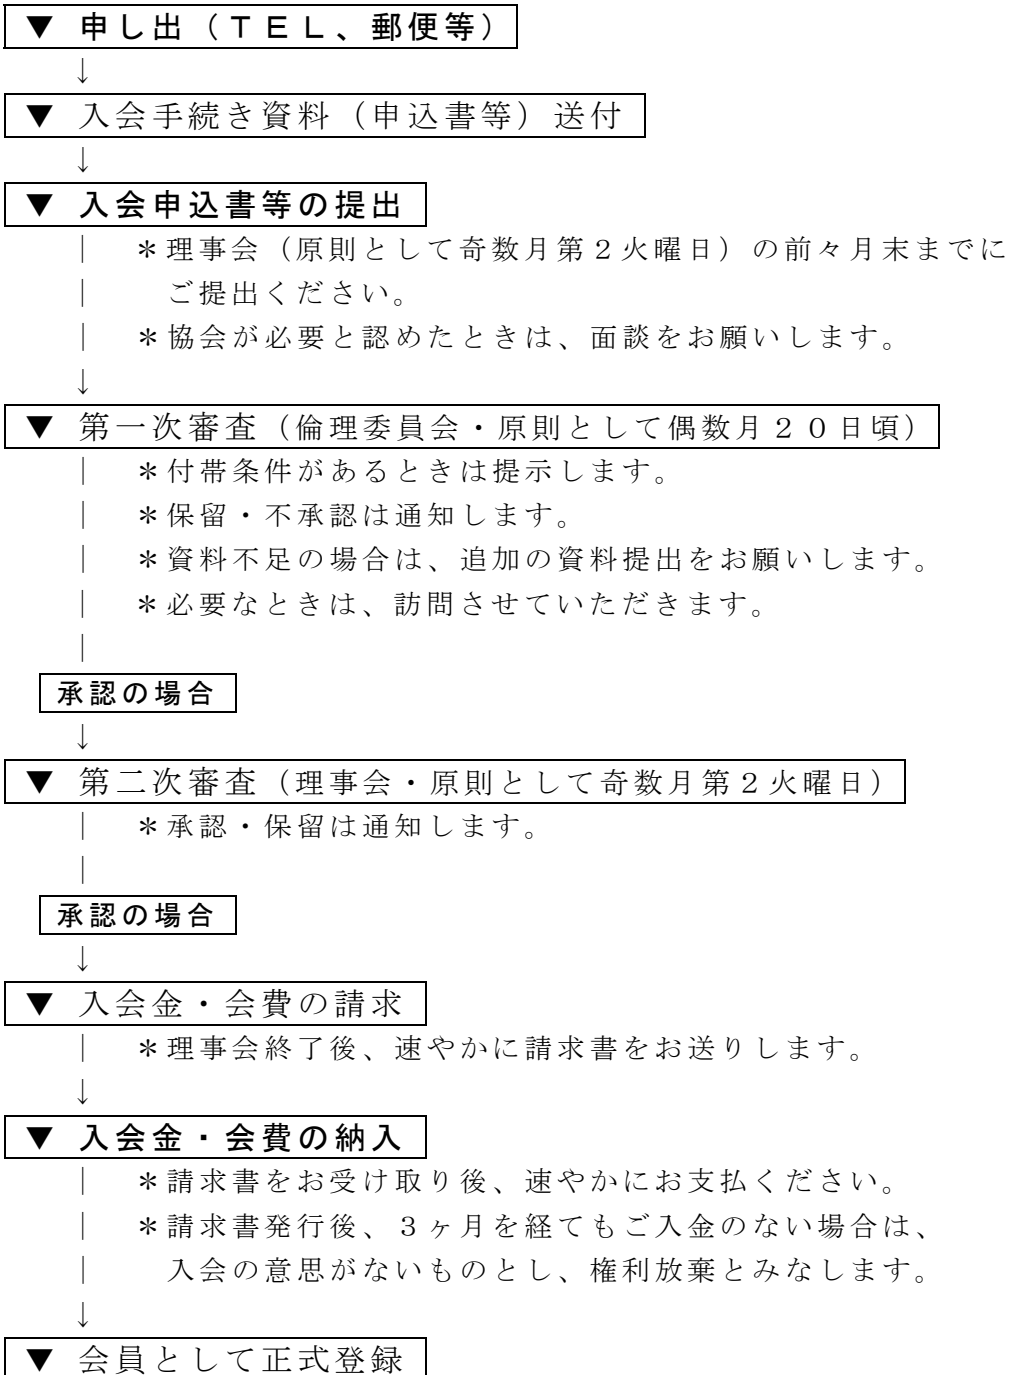 ▼ 申し出（ＴＥＬ、郵便等）
↓
▼ 入会手続き資料（申込書等）送付
↓
▼ 入会申込書等の提出
｜ ＊理事会（原則として奇数月第２火曜日）の前々月末までに
｜ ご提出ください。
｜ ＊協会が必要と認めたときは、面談をお願いします。
↓
▼ 第一次審査（倫理委員会・原則として偶数月２０日頃）
｜ ＊付帯条件があるときは提示します。
｜ ＊保留・不承認は通知します。
｜ ＊資料不足の場合は、追加の資料提出をお願いします。
｜ ＊必要なときは、訪問させていただきます。
｜
承認の場合
↓
▼ 第二次審査（理事会・原則として奇数月第２火曜日）
｜ ＊承認・保留は通知します。
｜
承認の場合
↓
▼ 入会金・会費の請求
｜ ＊理事会終了後、速やかに請求書をお送りします。
↓
▼ 入会金・会費の納入
｜ ＊請求書をお受け取り後、速やかにお支払ください。
｜ ＊請求書発行後、３ヶ月を経てもご入金のない場合は、
｜ 入会の意思がないものとし、権利放棄とみなします。
↓
▼ 会員として正式登録